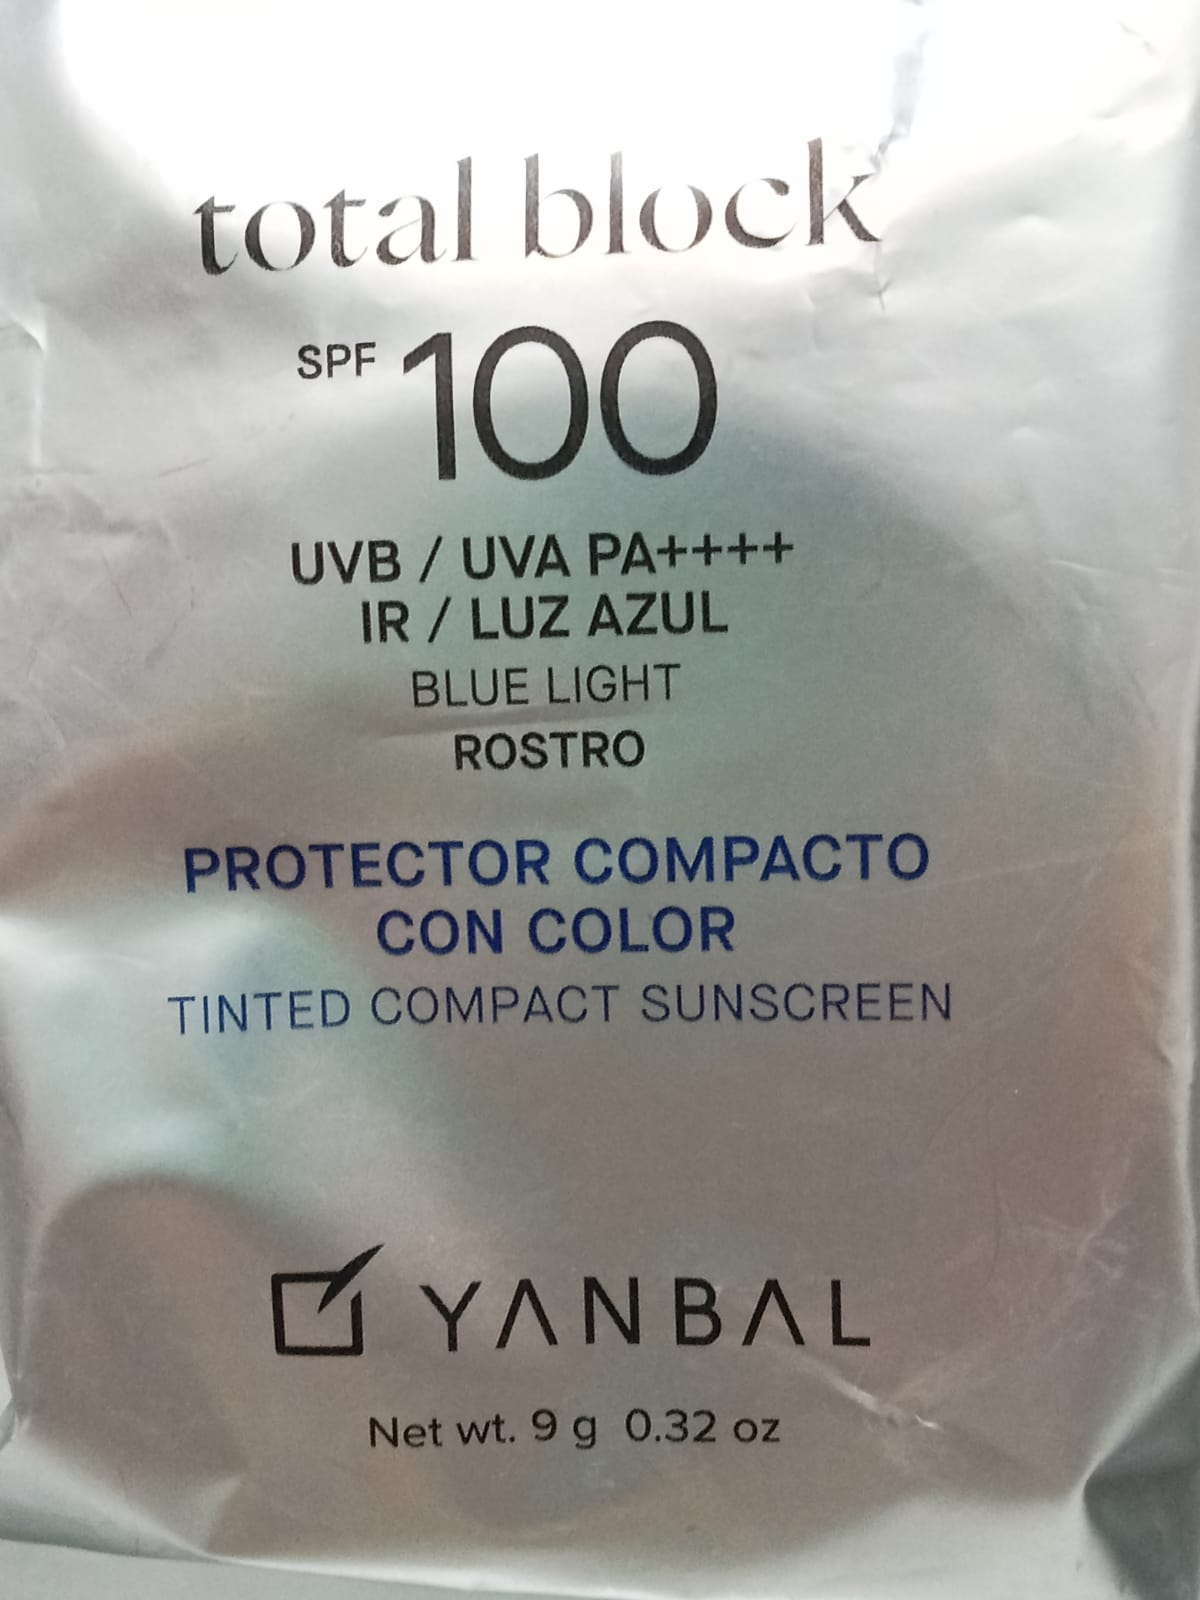 total block
SPF 100
UVB / UVA PA++++
IR / LUZ AZUL
BLUE LIGHT
ROSTRO
PROTECTOR COMPACTO
CON COLOR
TINTED COMPACT SUNSCREEN
YANBAL
Net wt. 9 g 0.32 oz